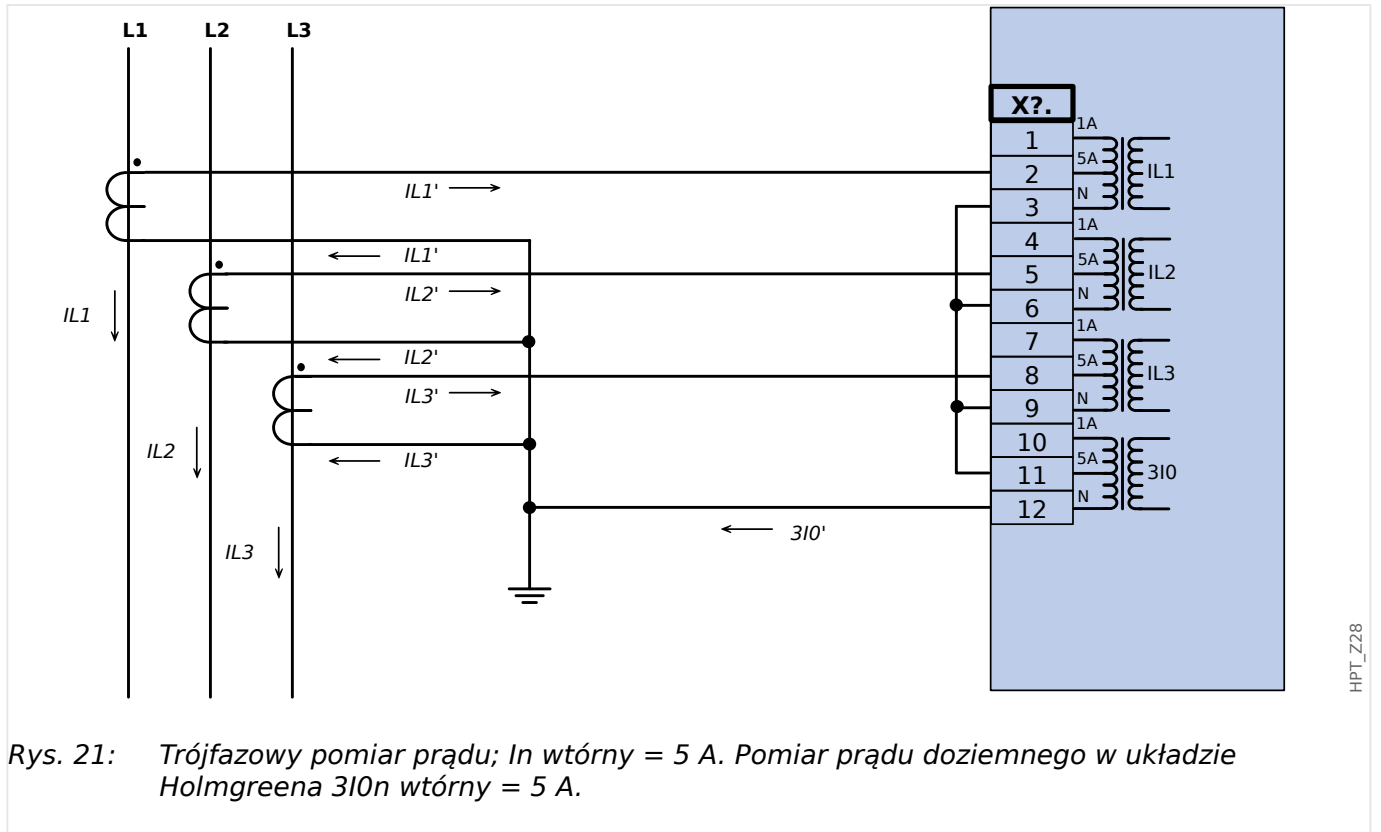 L1 L2 L3
X?.
1 1A
2 5A IL1
3 N
4 1A
5 5A IL2
6 N
7 1A
8 5A IL3
9 N
10 1A
11 5A 3I0
12 N
IL1'
IL1'
IL2'
IL1
IL2'
IL3'
IL2
IL3'
3I0'
IL3
HPT_Z28
Rys. 21: Trójfazowy pomiar prądu; In wtórny = 5 A. Pomiar prądu doziemnego w układzie
Holmgreena 3I0n wtórny = 5 A.